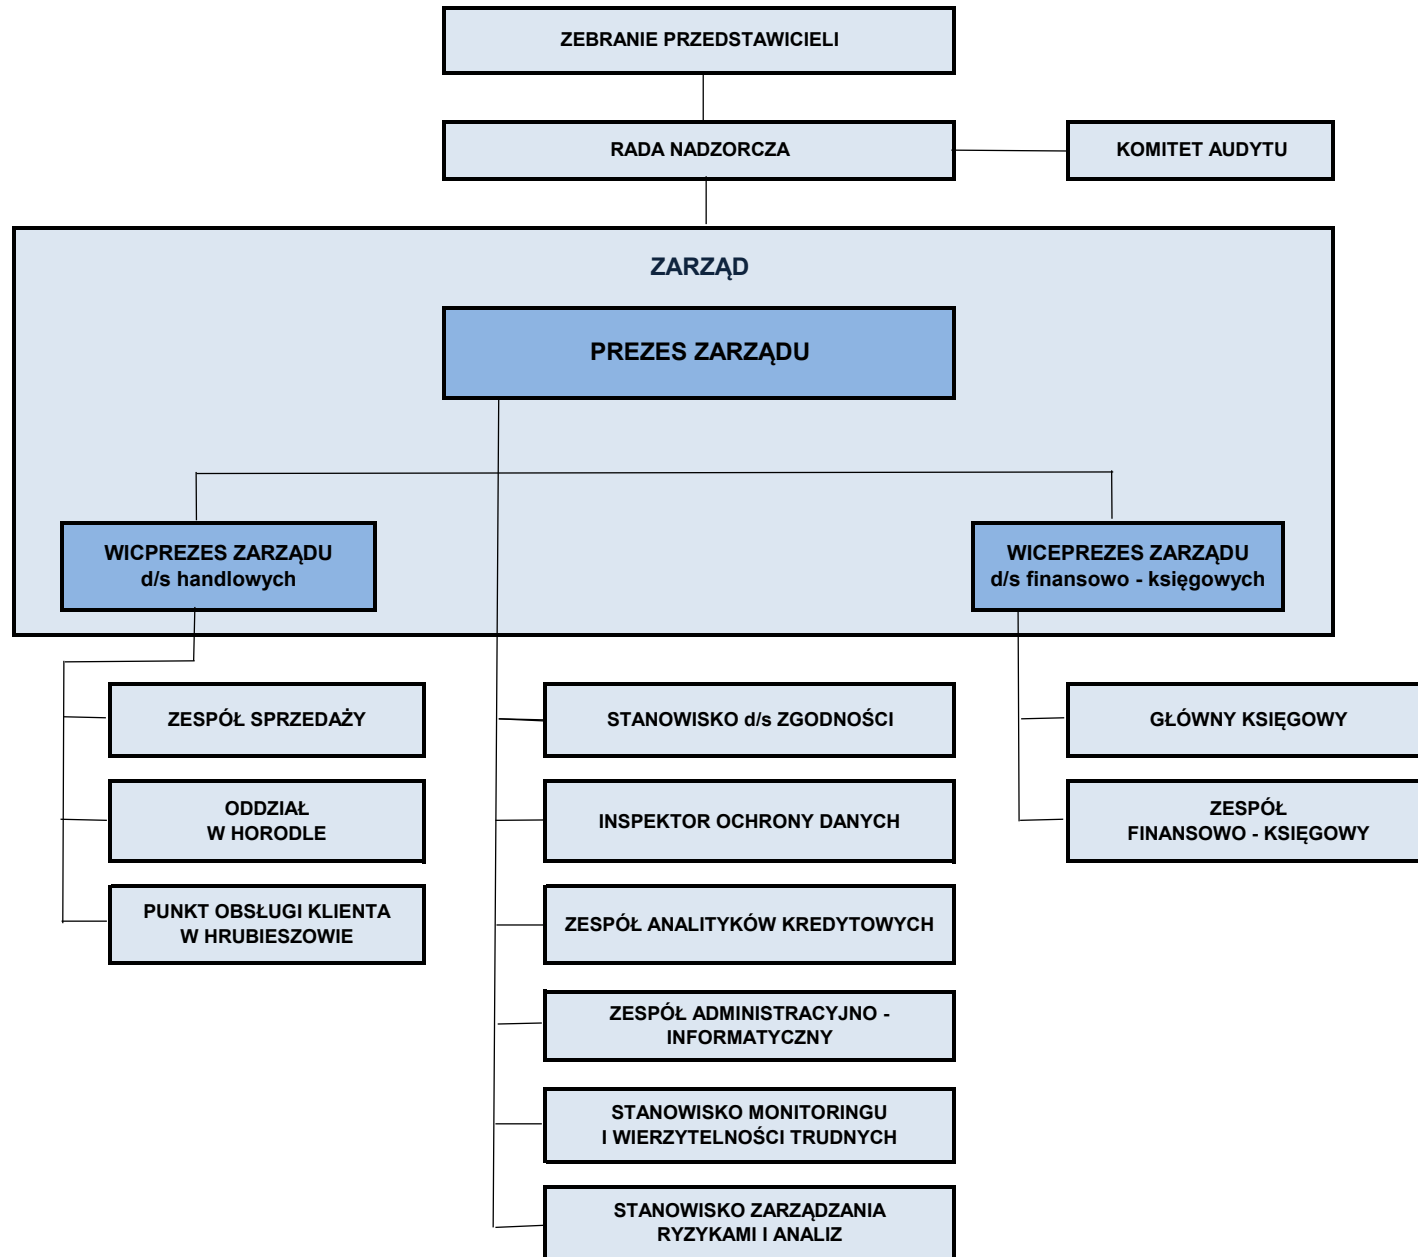 ZEBRANIE PRZEDSTAWICIELI
RADA NADZORCZA
KOMITET AUDYTU
ZARZĄD
PREZES ZARZĄDU
WICPREZES ZARZĄDU
d/s handlowych
WICEPREZES ZARZĄDU
d/s finansowo - księgowych
ZESPÓŁ SPRZEDAŻY
ODDZIAŁ
W HORODLE
PUNKT OBSŁUGI KLIENTA
W HRUBIESZOWIE
STANOWISKO d/s ZGODNOŚCI
INSPEKTOR OCHRONY DANYCH
ZESPÓŁ ANALITYKÓW KREDYTOWYCH
ZESPÓŁ ADMINISTRACYJNO -
INFORMATYCZNY
STANOWISKO MONITORINGU
I WIERZYTELNOŚCI TRUDNYCH
STANOWISKO ZARZĄDZANIA
RYZYKAMI I ANALIZ
GŁÓWNY KSIĘGOWY
ZESPÓŁ
FINANSOWO - KSIĘGOWY